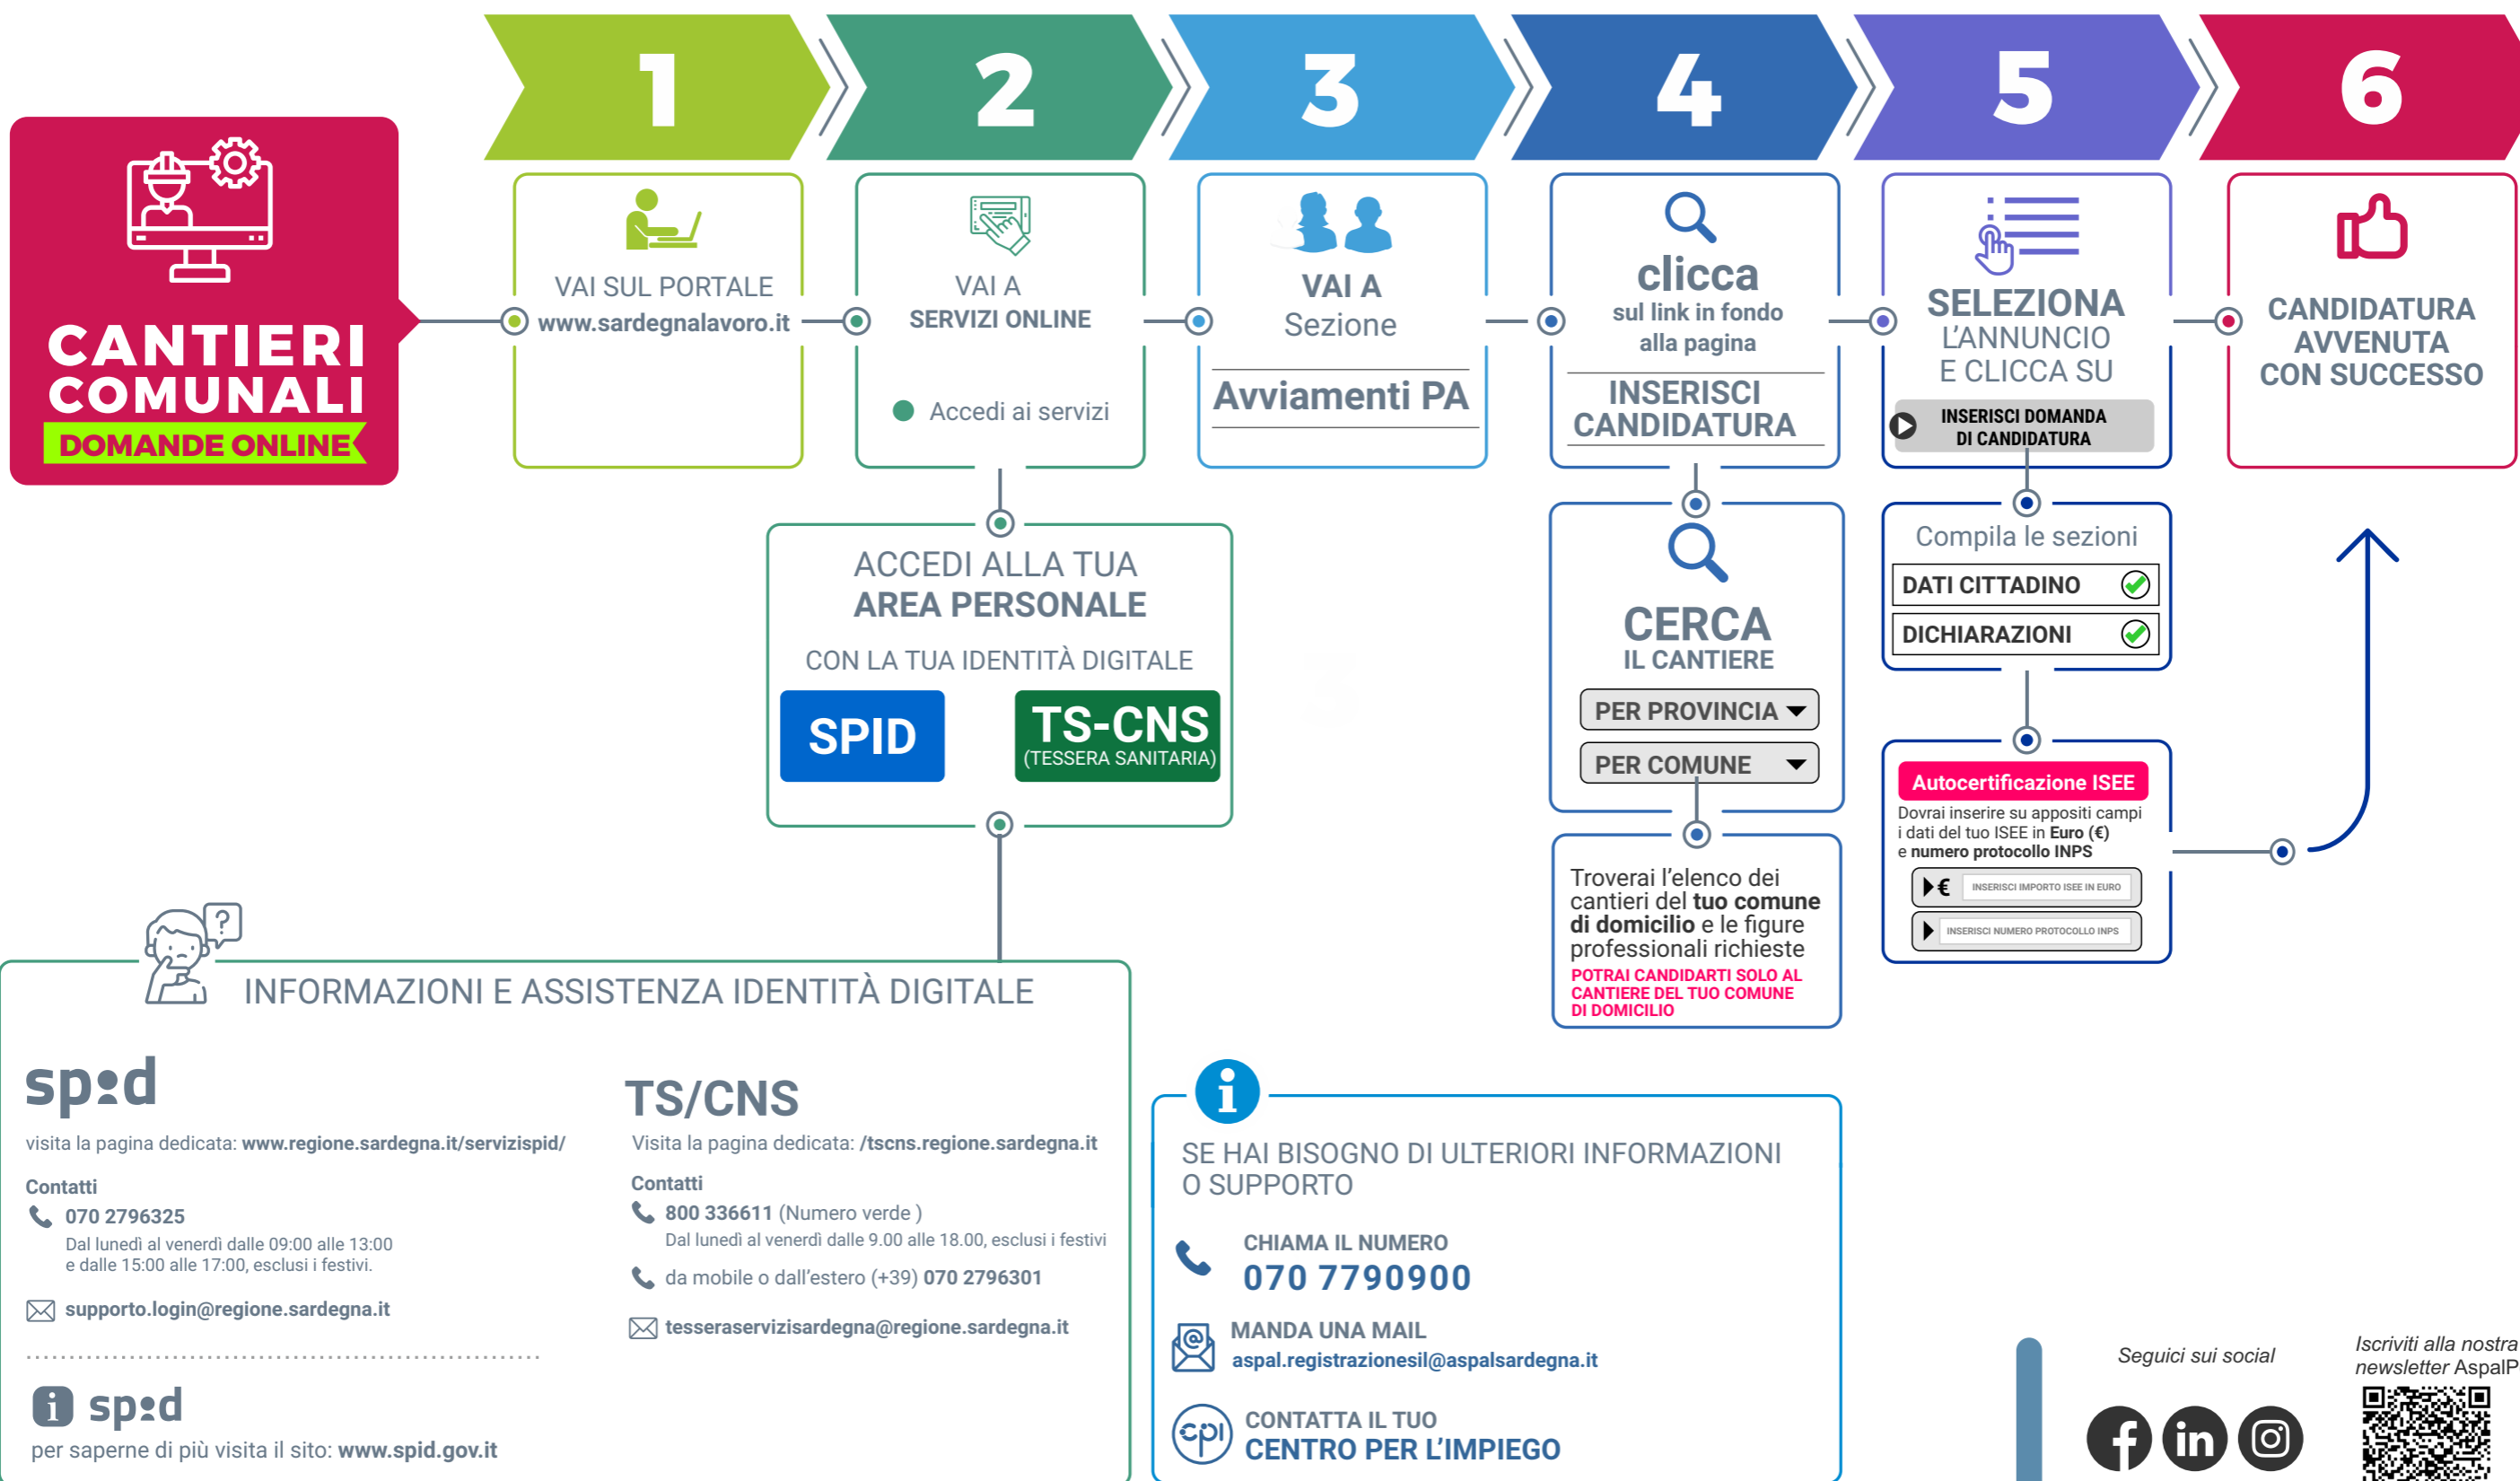 CANTIERI
COMUNALI
DOMANDE ONLINE
1
VAI SUL PORTALE
www.sardegnalavoro.it
2
VAI A
SERVIZI ONLINE
Accedi ai servizi
ACCEDI ALLA TUA
AREA PERSONALE
CON LA TUA IDENTITÀ DIGITALE
SPID
TS-CNS
(TESSERA SANITARIA)
3
VAI A
Sezione
Avviamenti PA
4
clicca
sul link in fondo
alla pagina
INSERISCI
CANDIDATURA
CERCA
IL CANTIERE
PER PROVINCIA
PER COMUNE
Troverai l'elenco dei
cantieri del tuo comune
di domicilio e le figure
professionali richieste
POTRAI CANDIDARTI SOLO AL
CANTIERE DEL TUO COMUNE
DI DOMICILIO
5
SELEZIONA
L'ANNUNCIO
E CLICCA SU
INSERISCI DOMANDA
DI CANDIDATURA
Compila le sezioni
DATI CITTADINO
DICHIARAZIONI
Autocertificazione ISEE
Dovrai inserire su appositi campi
i dati del tuo ISEE in Euro (€)
e numero protocollo INPS
€ INSERISCI IMPORTO ISEE IN EURO
INSERISCI NUMERO PROTOCOLLO INPS
6
CANDIDATURA
AVVENUTA
CON SUCCESSO
?
INFORMAZIONI E ASSISTENZA IDENTITÀ DIGITALE
spid
visita la pagina dedicata: www.regione.sardegna.it/servizispid/
Contatti
070 2796325
Dal lunedì al venerdì dalle 09:00 alle 13:00
e dalle 15:00 alle 17:00, esclusi i festivi.
supporto.login@regione.sardegna.it
i spid
per saperne di più visita il sito: www.spid.gov.it
TS/CNS
Visita la pagina dedicata: /tscns.regione.sardegna.it
Contatti
800 336611 (Numero verde )
Dal lunedì al venerdì dalle 9.00 alle 18.00, esclusi i festivi
da mobile o dall'estero (+39) 070 2796301
tesseraservizisardegna@regione.sardegna.it
i
SE HAI BISOGNO DI ULTERIORI INFORMAZIONI
O SUPPORTO
CHIAMA IL NUMERO
070 7790900
@
MANDA UNA MAIL
aspal.registrazionesil@aspalsardegna.it
cpi
CONTATTA IL TUO
CENTRO PER L'IMPIEGO
Seguici sui social
f in
Iscriviti alla nostra
newsletter AspalP